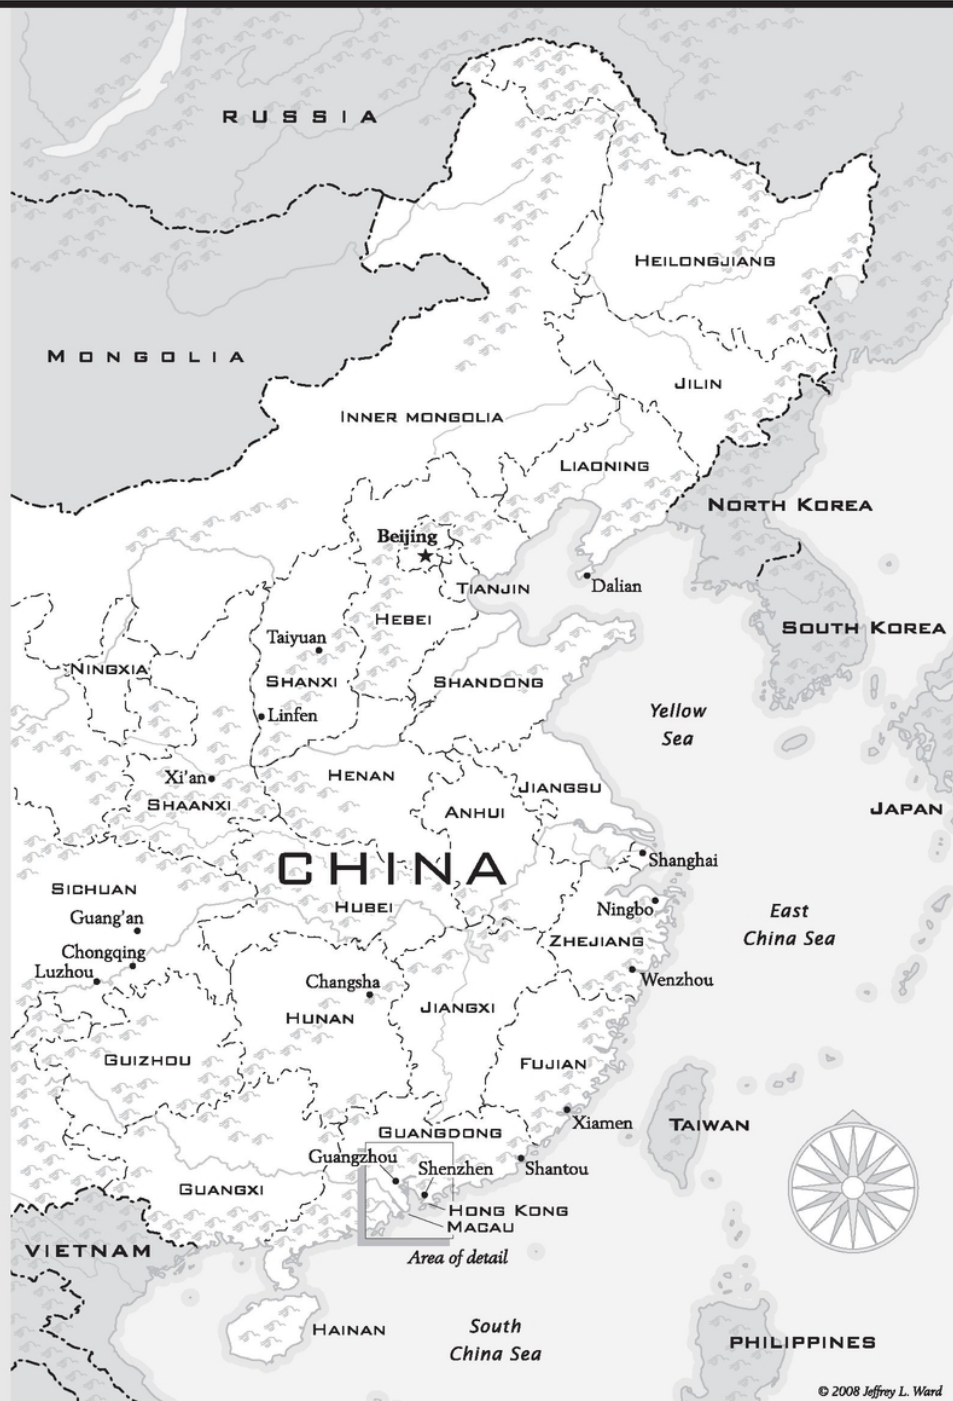 RUSSIA
HEILONGJIANG
MONGOLIA
JILIN
INNER MONGOLIA
LIAONING
NORTH KOREA
Beijing
Dalian
TIANJIN
HEBEI
SOUTH KOREA
Taiyuan
NINGXIA
SHANXI
SHANDONG
Linfen
Yellow
Sea
Xi'an
HENAN
JIANGSU
SHAANXI
ANHUI
JAPAN
CHINA
Shanghai
SICHUAN
HUBEI
Ningbo
East
China Sea
Guang'an
ZHEJIANG
Chongqing
Luzhou
Changsha
Wenzhou
HUNAN
JIANGXI
GUIZHOU
FUJIAN
Xiamen
TAIWAN
GUANGDONG
Guangzhou
Shenzhen
Shantou
GUANGXI
HONG KONG
MACAU
VIETNAM
Area of detail
HAINAN
South
China Sea
PHILIPPINES
© 2008 Jeffrey L. Ward